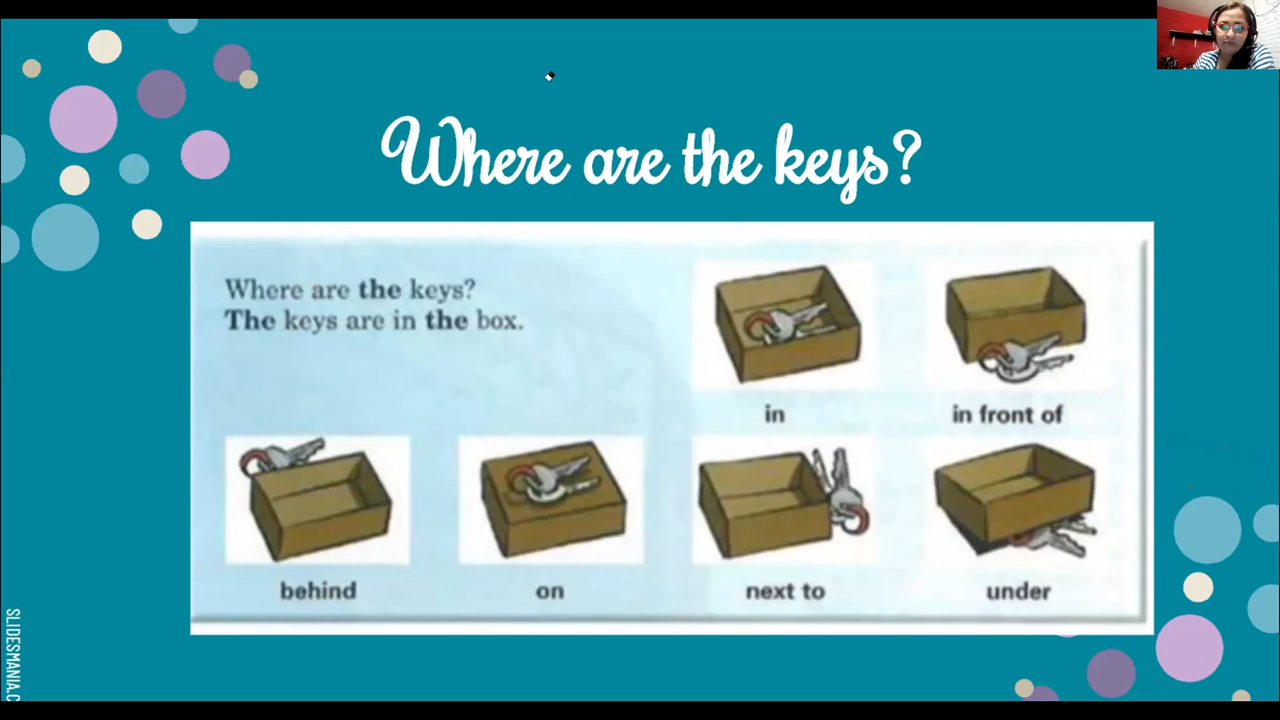 Where are the keys?
Where are the keys?
The keys are in the box.
in
in front of
behind
on
next to
under
SLIDESMANIA.C